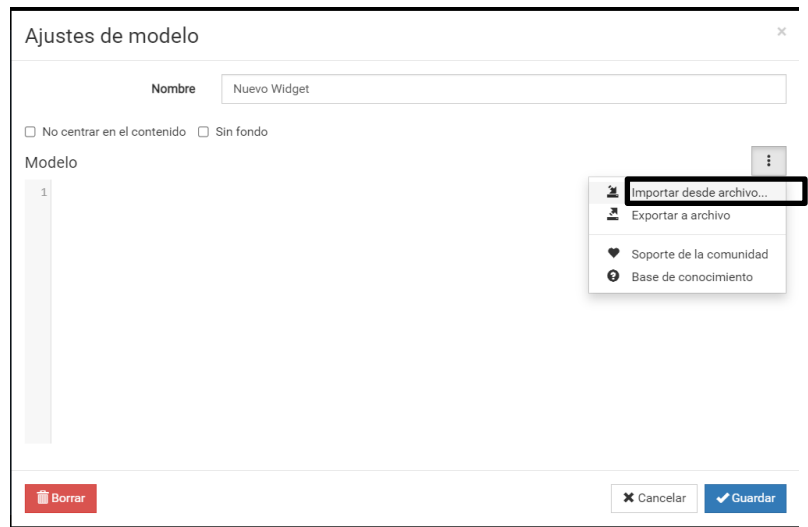 Ajustes de modelo ×
Nombre Nuevo Widget
No centrar en el contenido Sin fondo
Modelo
1
Importar desde archivo...
Exportar a archivo
Soporte de la comunidad
Base de conocimiento
Borrar Cancelar Guardar